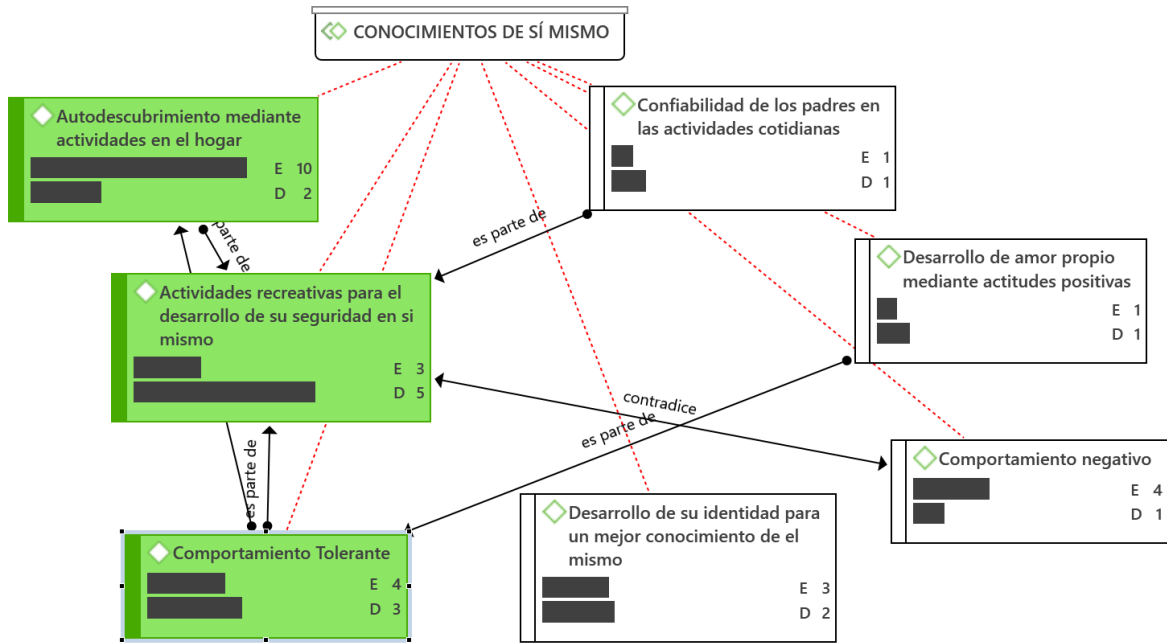 CONOCIMIENTOS DE SÍ MISMO
Autodescubrimiento mediante
actividades en el hogar
E 10
D 2
Confiabilidad de los padres en
las actividades cotidianas
E 1
D 1
parte de
es parte de
Desarrollo de amor propio
mediante actitudes positivas
E 1
D 1
Actividades recreativas para el
desarrollo de su seguridad en si
mismo
E 3
D 5
contradice
es parte de
es parte de
Comportamiento negativo
E 4
D 1
Comportamiento Tolerante
E 4
D 3
Desarrollo de su identidad para
un mejor conocimiento de el
mismo
E 3
D 2